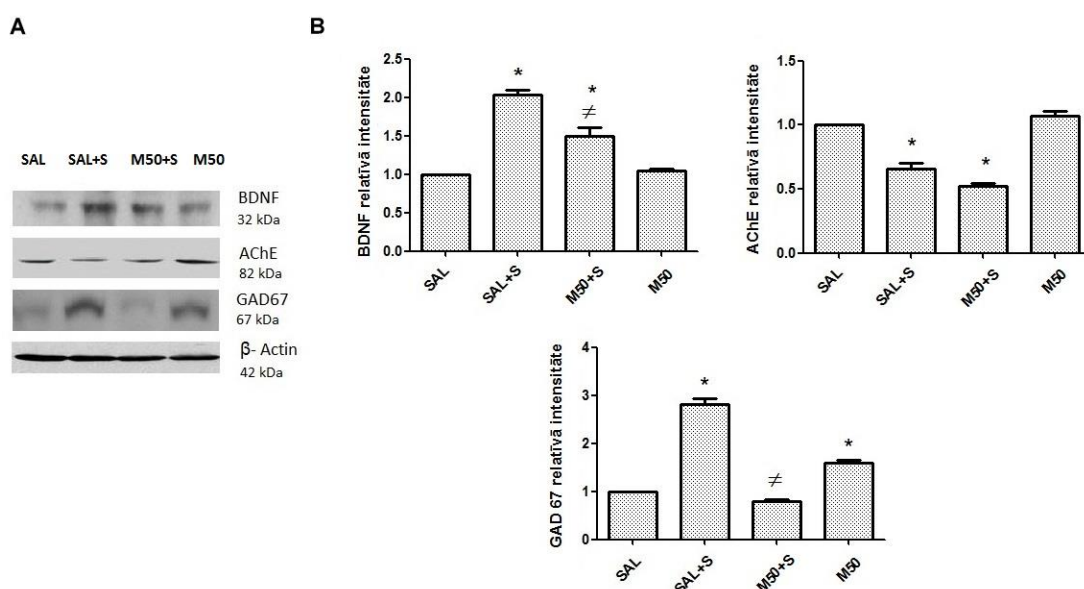 A
SAL SAL+S M50+S M50
BDNF
32 kDa
AChE
82 kDa
GAD67
67 kDa
β- Actin
42 kDa
B
BDNF relatīvā intensitāte
2.5
2.0
1.5
1.0
0.5
0.0
*
*
≠
SAL SAL+S M50+S M50
AChE relatīvā intensitāte
1.5
1.0
0.5
0.0
*
*
SAL SAL+S M50+S M50
GAD 67 relatīvā intensitāte
4
3
2
1
0
*
≠
*
SAL SAL+S M50+S M50